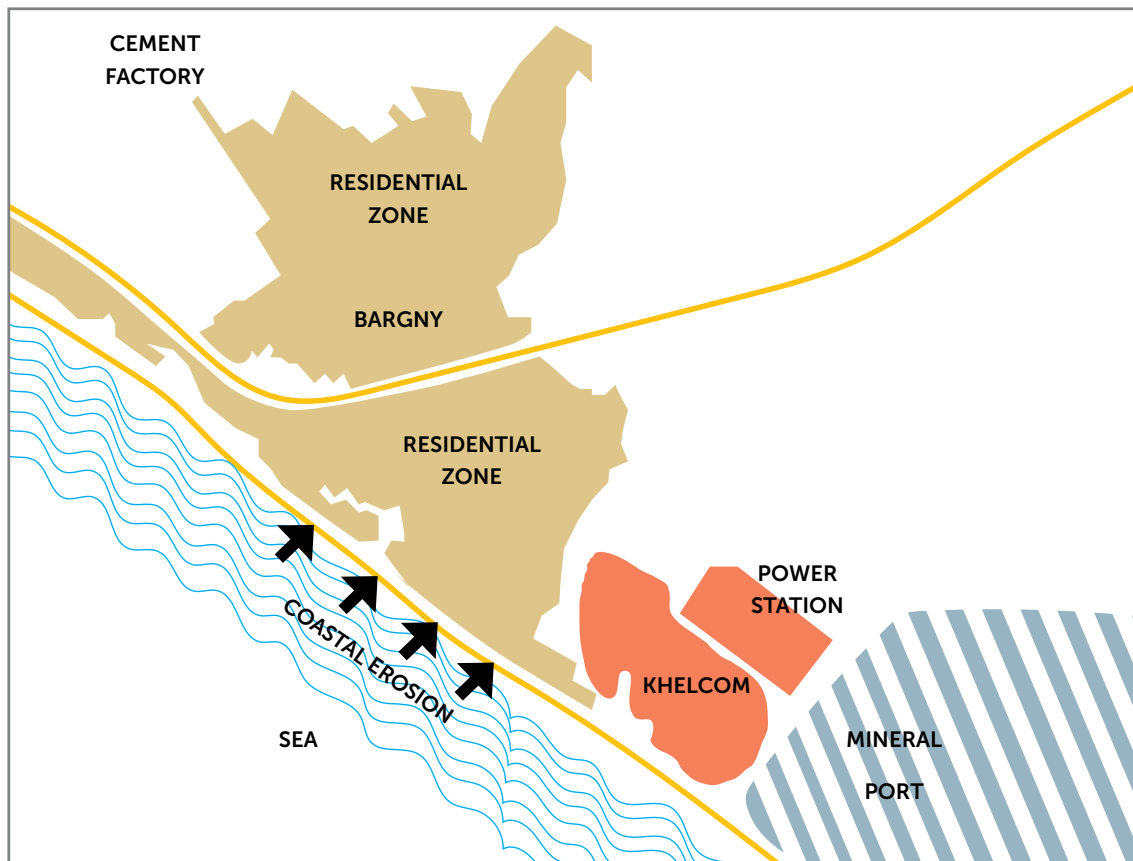 CEMENT
FACTORY
RESIDENTIAL
ZONE
BARGNY
RESIDENTIAL
ZONE
POWER
STATION
KHELCOM
COASTAL EROSION
SEA
MINERAL
PORT